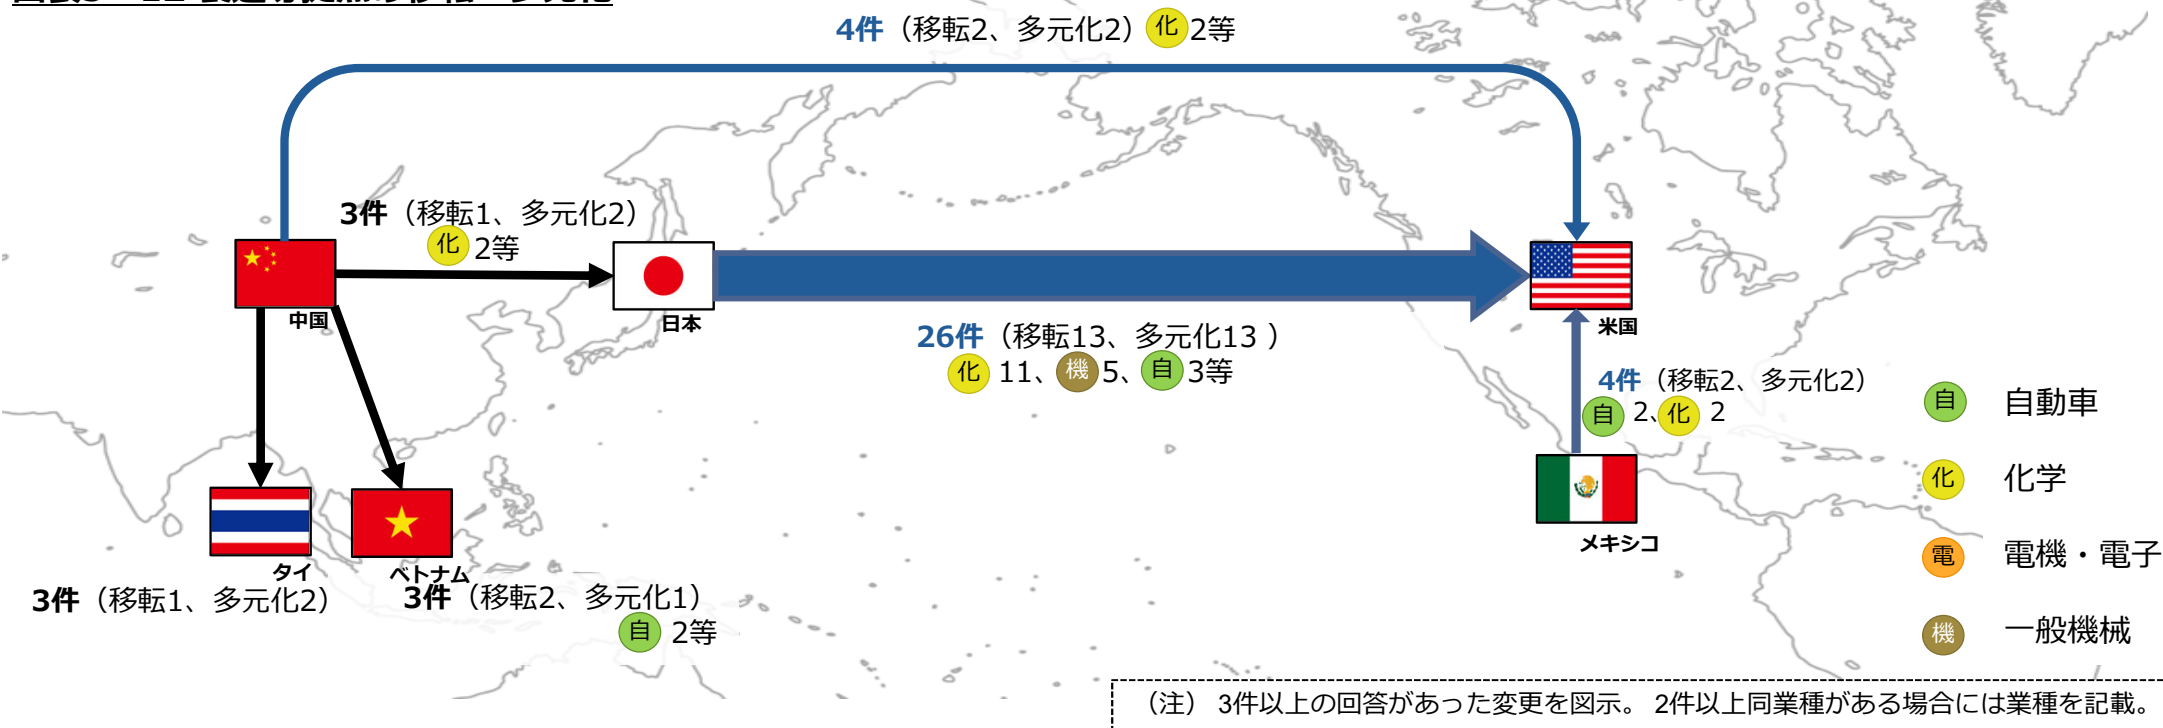 4件（移転2、多元化2）化 2等
3件（移転1、多元化2）
化 2等
中国
日本
米国
26件（移転13、多元化13 ）
化 11、機 5、自 3等
4件（移転2、多元化2）
自 2、化 2
メキシコ
タイ
3件（移転1、多元化2）
ベトナム
3件（移転2、多元化1）
自 2等
自 自動車
化 化学
電 電機・電子
機 一般機械
（注） 3件以上の回答があった変更を図示。 2件以上同業種がある場合には業種を記載。